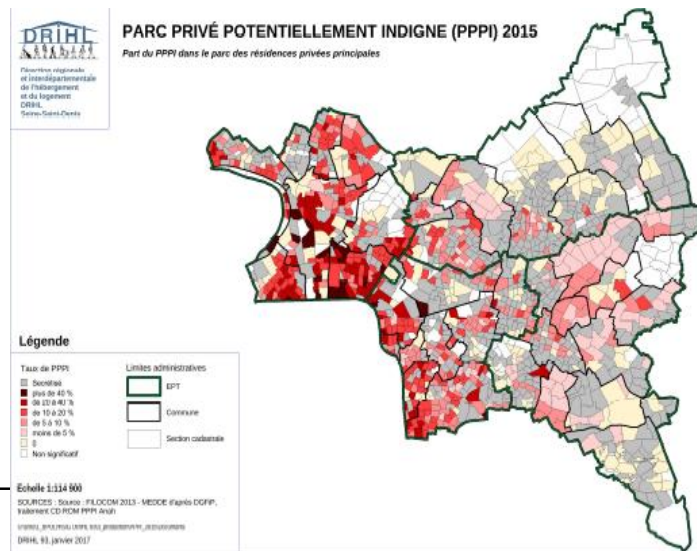 DRIHL
PARC PRIVÉ POTENTIELLEMENT INDIGNE (PPPI) 2015
Part du PPPI dans le parc des résidences privées principales
Direction régionale
et interdépartementale
de l'hébergement
et du logement
DRIHL
Seine-Saint-Denis
Légende
Taux de PPPI
Secrétisé
plus de 40 %
de 20 à 40 %
de 10 à 20 %
de 5 à 10 %
moins de 5 %
0
Non significatif
Limites administratives
EPT
Commune
Section cadastrale
Echelle 1:114 900
SOURCES : Source : FILOCOM 2013 - MEDDE d'après DGFIP,
traitement CD ROM PPPI Anah
DRIHL 93, janvier 2017